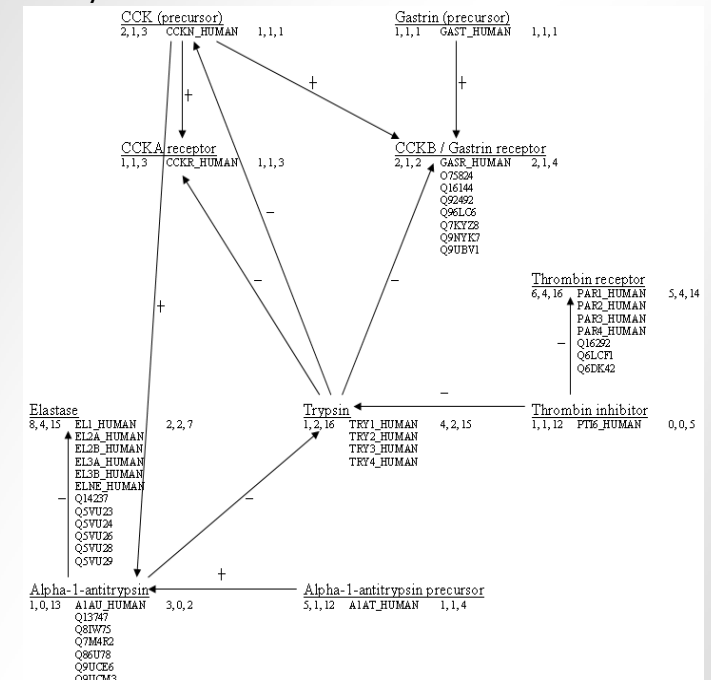 CCK (precursor)
2,1,3 CCKN_HUMAN 1,1,1
Gastrin (precursor)
1,1,1 GAST_HUMAN 1,1,1
+
+
+
CCKA receptor
1,1,3 CCKR_HUMAN 1,1,3
CCKB / Gastrin receptor
2,1,2 GASR_HUMAN 2,1,4
O75824
Q16144
Q92492
Q96LC6
Q7KYZ8
Q9NYK7
Q9UBV1
–
–
–
+
Thrombin receptor
6,4,16 PAR1_HUMAN 5,4,14
PAR2_HUMAN
PAR3_HUMAN
PAR4_HUMAN
Q16292
Q6LCF1
Q6DK42
–
–
Elastase
8,4,15 EL1_HUMAN 2,2,7
EL2A_HUMAN
EL2B_HUMAN
EL3A_HUMAN
EL3B_HUMAN
ELNE_HUMAN
Q14237
Q5VU23
Q5VU24
Q5VU26
Q5VU28
Q5VU29
–
Trypsin
1,2,16 TRY1_HUMAN 4,2,15
TRY2_HUMAN
TRY3_HUMAN
TRY4_HUMAN
Thrombin inhibitor
1,1,12 PTI6_HUMAN 0,0,5
–
+
Alpha-1-antitrypsin
1,0,13 A1AU_HUMAN 3,0,2
Q13747
Q8IW75
Q7M4R2
Q86U78
Q9UCE6
Q9UCM3
Alpha-1-antitrypsin precursor
5,1,12 A1AT_HUMAN 1,1,4